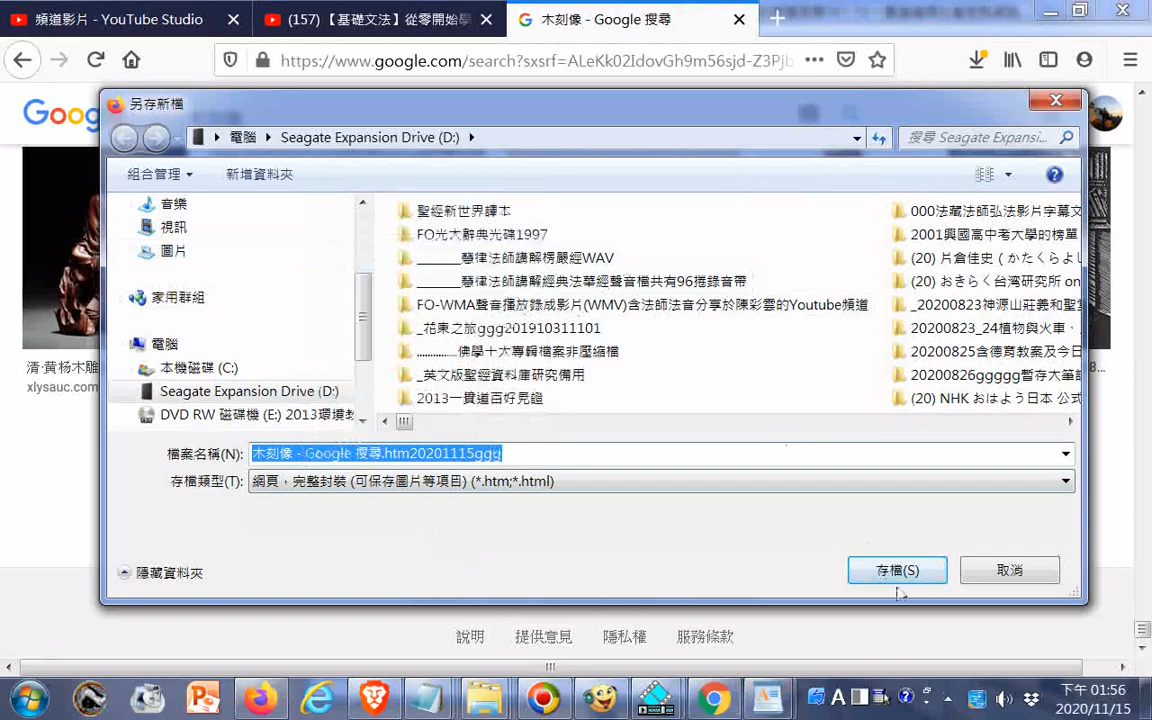 頻道影片 - YouTube Studio
(157)【基礎文法】從零開始學
木刻像 - Google 搜尋
https://www.google.com/search?sxsrf=ALeKk02IdovGh9m56sjd-Z3Pjb
Goog
另存新檔
電腦 Seagate Expansion Drive (D:)
搜尋 Seagate Expansi...
組合管理
新增資料夾
音樂
視訊
圖片
家用群組
電腦
本機磁碟 (C:)
Seagate Expansion Drive (D:)
DVD RW 磁碟機 (E:) 2013環境教
聖經新世界譯本
FO光大辭典光碟1997
_______慧律法師講解楞嚴經WAV
_______慧律法師講解經典法華經聲音檔共有96捲錄音帶
FO-WMA聲音播放錄成影片(WMV)含法師法音分享於陳彩雲的Youtube頻道
_花東之旅ggg201910311101
.............佛學十大專輯檔案非壓縮檔
_英文版聖經資料庫研究備用
2013一貫道百好見證
000法藏法師弘法影片字幕文
2001興國高中考大學的榜單
(20) 片倉佳史（かたくらよし
(20) おきらく台湾研究所 on
_20200823神源山莊義和聖堂
20200823_24植物與火車、
20200825含德育教案及今日
20200826ggggg暫存大筆記
(20) NHK おはよう日本 公式
清·黄杨木雕
xlysauc.com
8...
檔案名稱(N):
木刻像 - Google 搜尋.htm20201115ggg
存檔類型(T):
網頁，完整封裝 (可保存圖片等項目) (*.htm;*.html)
隱藏資料夾
存檔(S)
取消
說明 提供意見 隱私權 服務條款
下午 01:56
2020/11/15